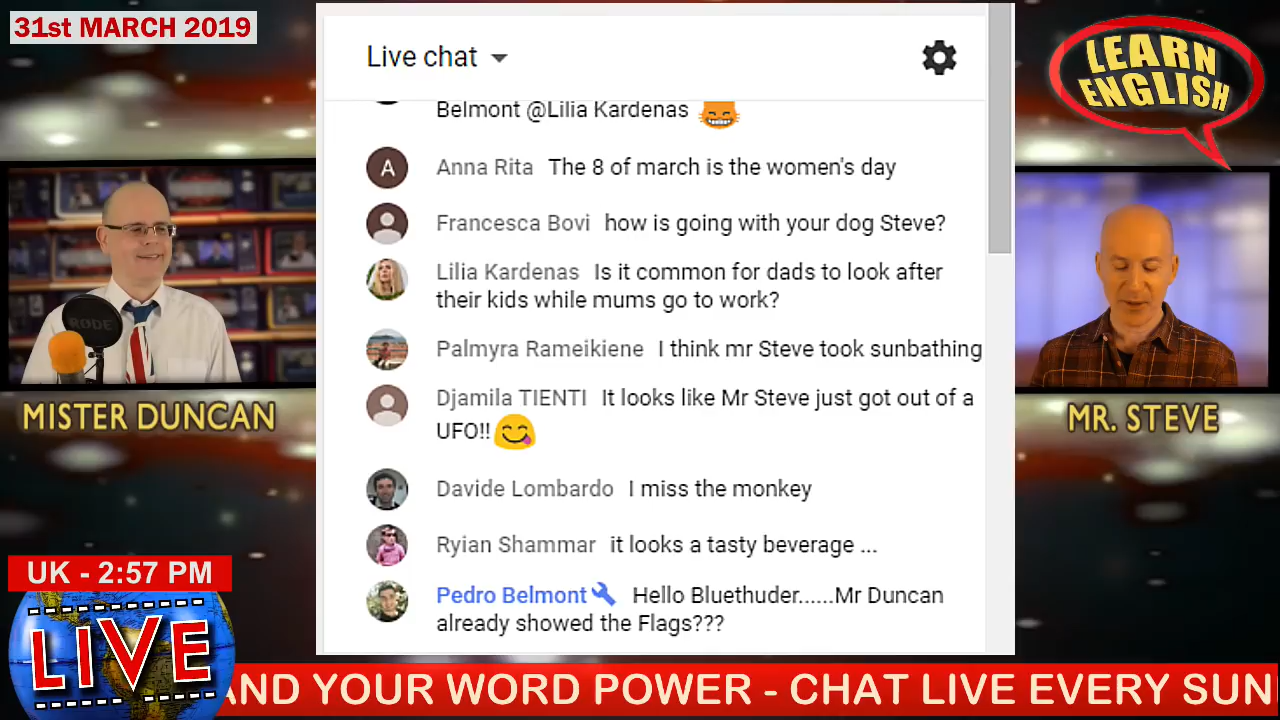 31st MARCH 2019
LEARN
ENGLISH
Live chat
Belmont @Lilia Kardenas
A
Anna Rita The 8 of march is the women's day
Francesca Bovi how is going with your dog Steve?
Lilia Kardenas Is it common for dads to look after
their kids while mums go to work?
Palmyra Rameikiene I think mr Steve took sunbathing
Djamila TIENTI It looks like Mr Steve just got out of a
UFO!!
Davide Lombardo I miss the monkey
Ryian Shammar it looks a tasty beverage ...
Pedro Belmont Hello Bluethuder......Mr Duncan
already showed the Flags???
RØDE
MISTER DUNCAN
MR. STEVE
UK - 2:57 PM
LIVE
AND YOUR WORD POWER - CHAT LIVE EVERY SUN